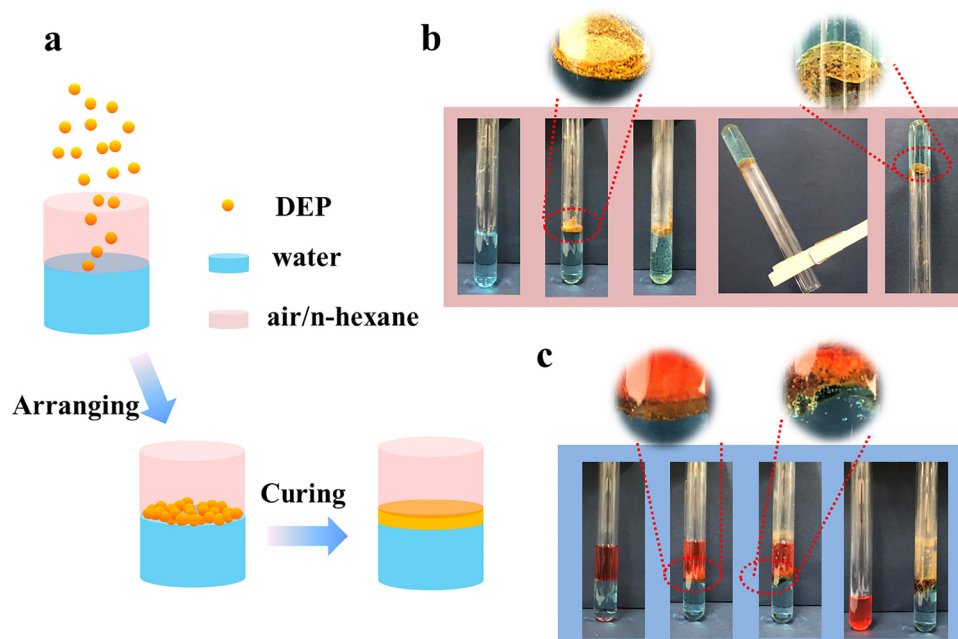 a
DEP
water
air/n-hexane
Arranging
Curing
b
c